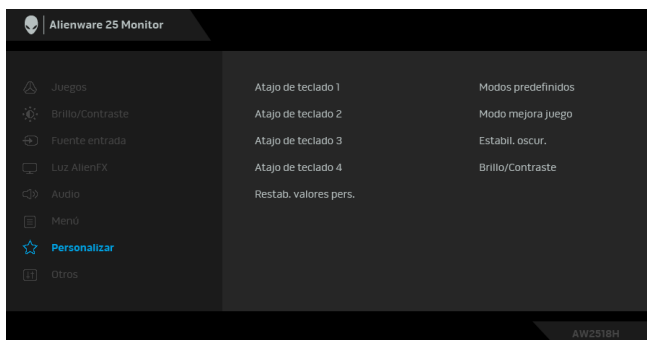 Alienware 25 Monitor
Juegos
Brillo/Contraste
Fuente entrada
Luz AlienFX
Audio
Menú
Personalizar
Otros
Atajo de teclado 1 Modos predefinidos
Atajo de teclado 2 Modo mejora juego
Atajo de teclado 3 Estabil. oscur.
Atajo de teclado 4 Brillo/Contraste
Restab. valores pers.
AW2518H